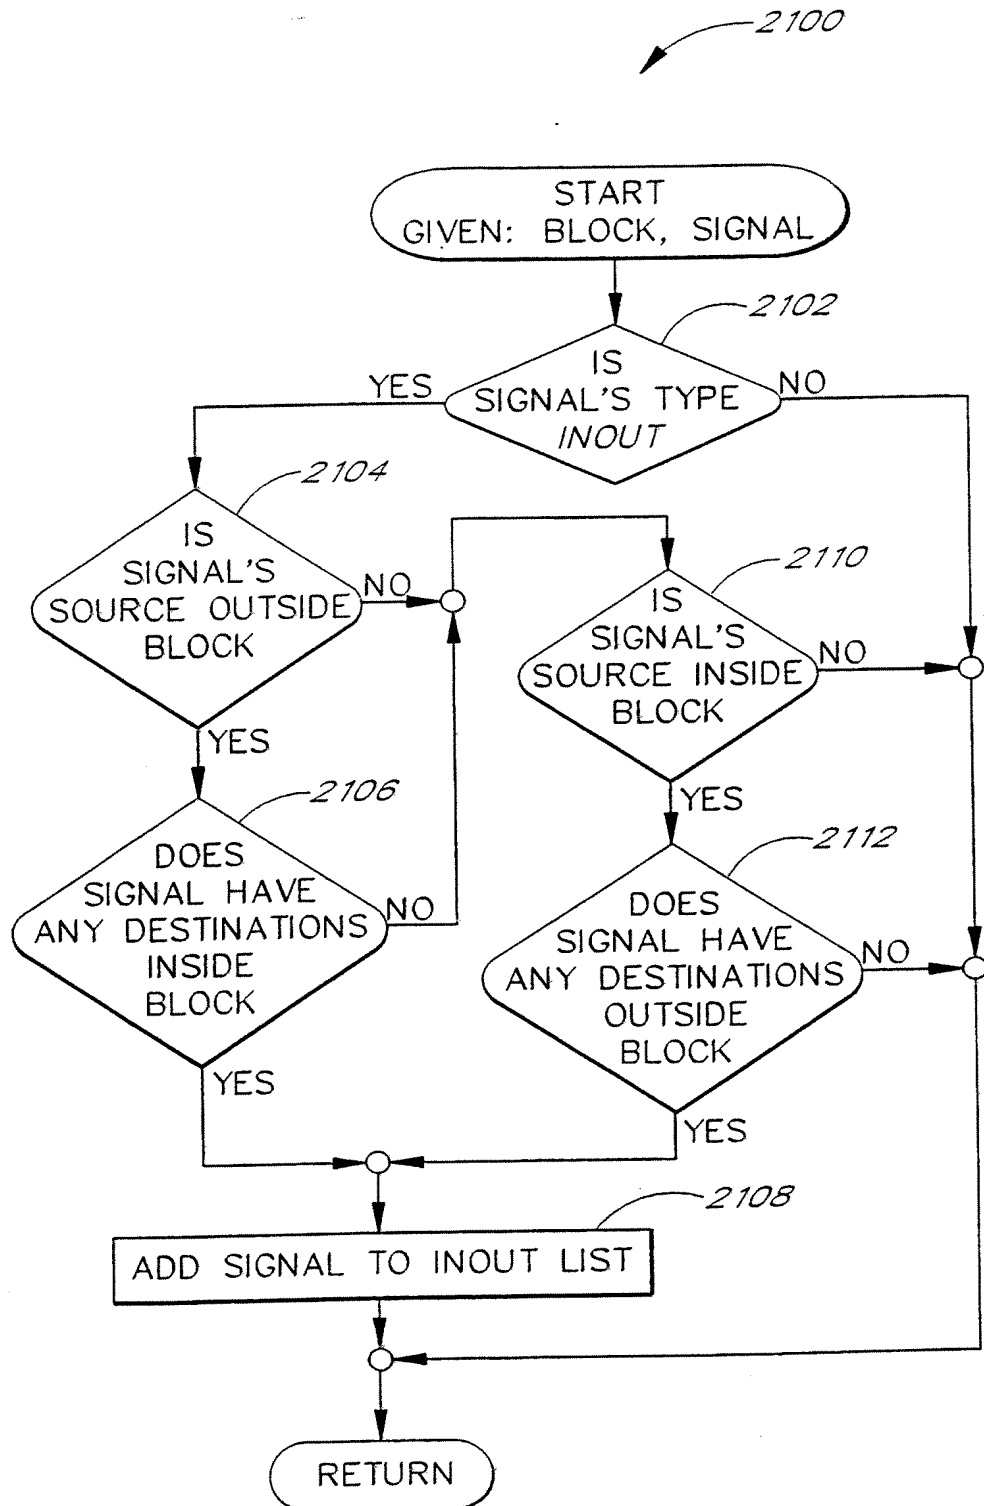 2100
START
GIVEN: BLOCK, SIGNAL
2102
IS
SIGNAL'S TYPE
INOUT
YES
NO
2104
IS
SIGNAL'S
SOURCE OUTSIDE
BLOCK
NO
YES
2110
IS
SIGNAL'S
SOURCE INSIDE
BLOCK
NO
YES
2106
DOES
SIGNAL HAVE
ANY DESTINATIONS
INSIDE
BLOCK
NO
YES
2112
DOES
SIGNAL HAVE
ANY DESTINATIONS
OUTSIDE
BLOCK
NO
YES
2108
ADD SIGNAL TO INOUT LIST
RETURN